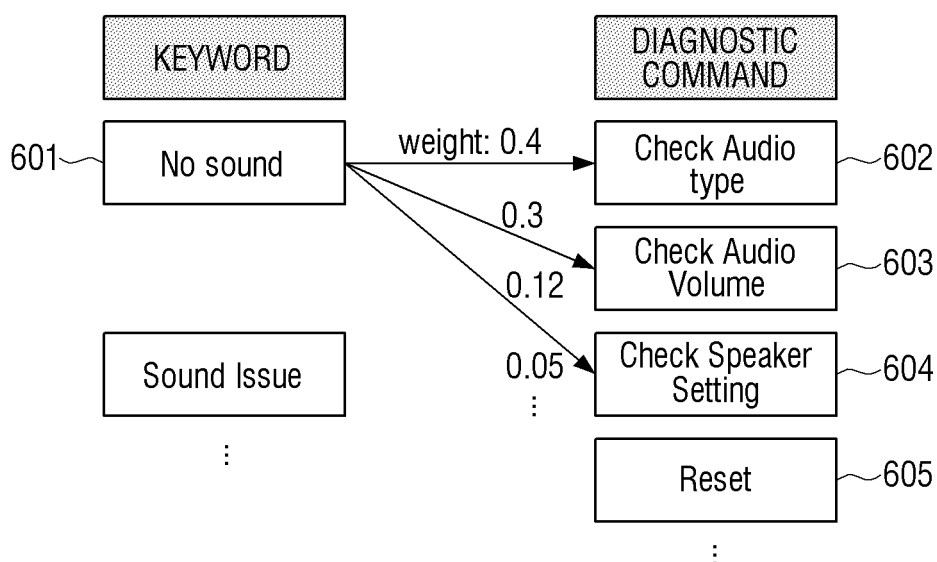 KEYWORD
DIAGNOSTIC
COMMAND
601
No sound
weight: 0.4
Check Audio
type
602
0.3
Check Audio
Volume
603
0.12
Sound Issue
0.05
⋮
Check Speaker
Setting
604
⋮
Reset
605
⋮